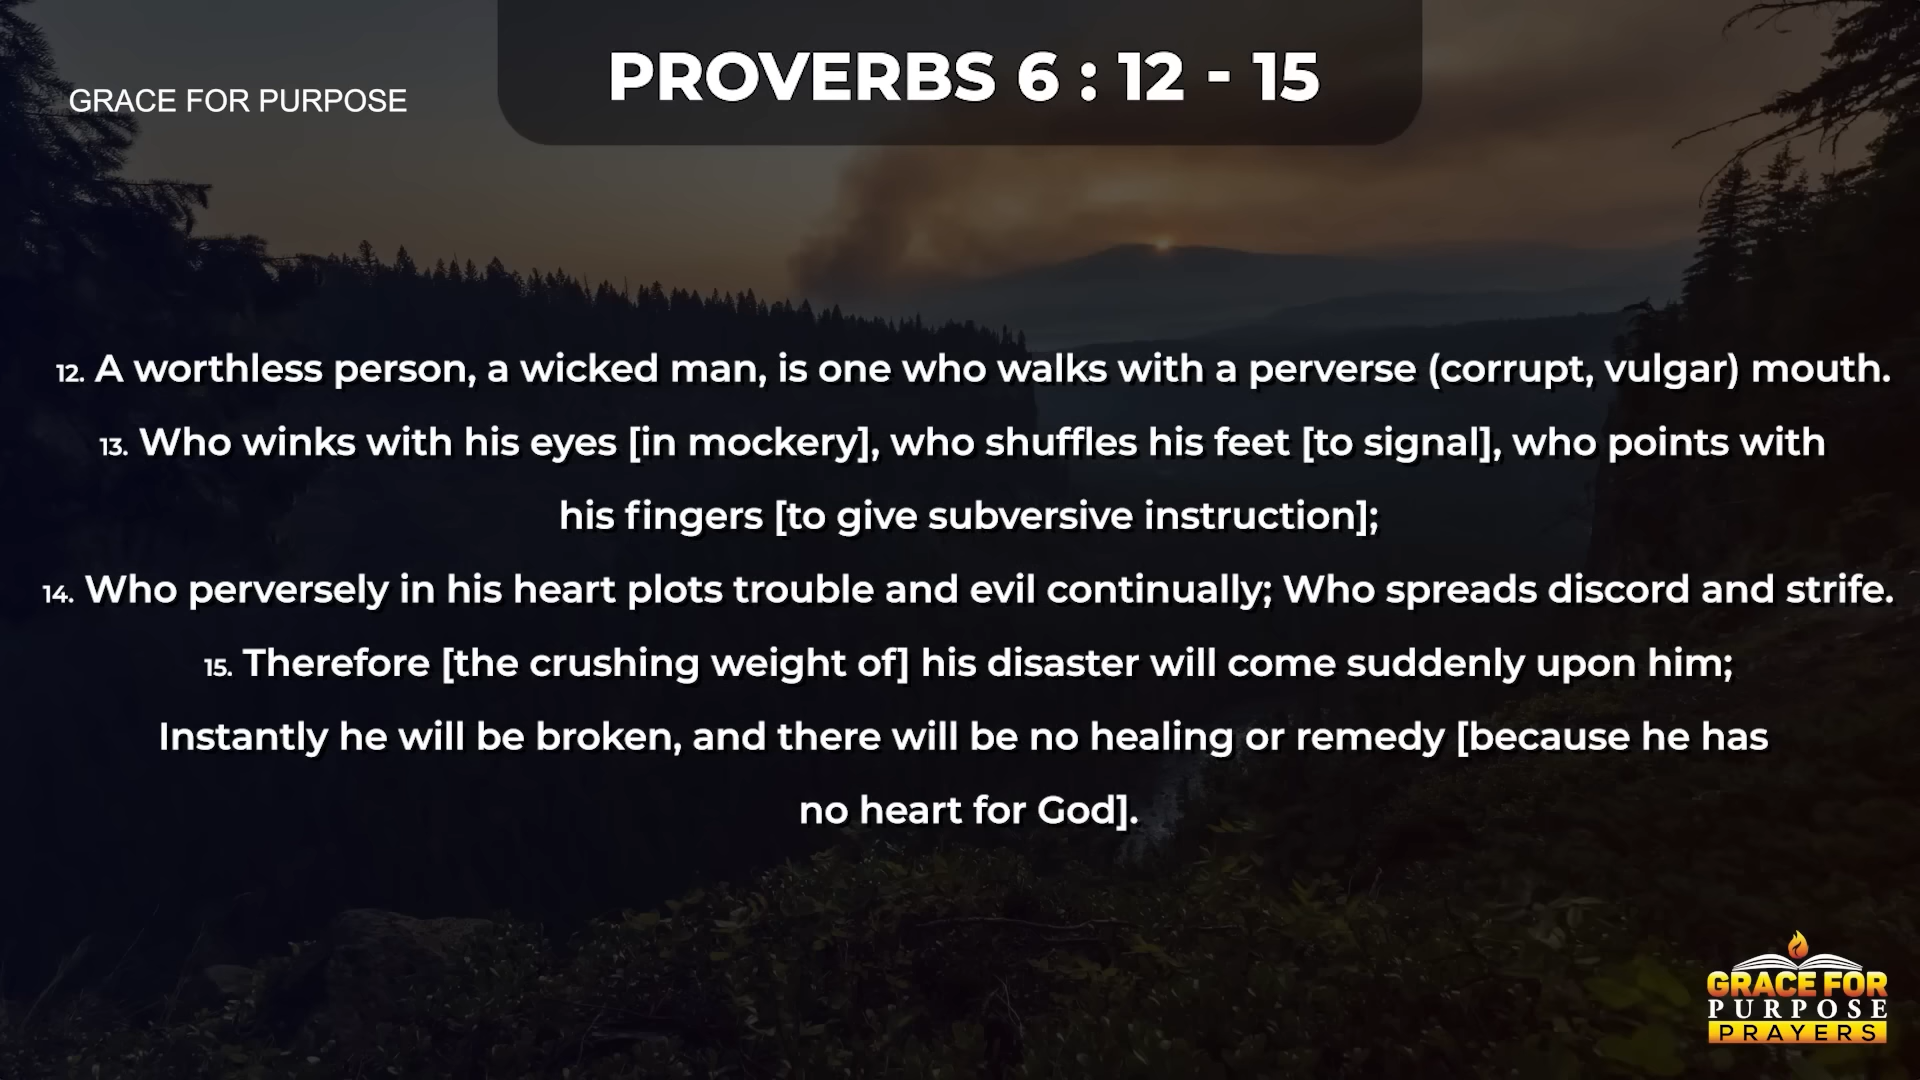 PROVERBS 6 : 12 - 15
GRACE FOR PURPOSE
12. A worthless person, a wicked man, is one who walks with a perverse (corrupt, vulgar) mouth.
13. Who winks with his eyes [in mockery], who shuffles his feet [to signal], who points with
his fingers [to give subversive instruction];
14. Who perversely in his heart plots trouble and evil continually; Who spreads discord and strife.
15. Therefore [the crushing weight of] his disaster will come suddenly upon him;
Instantly he will be broken, and there will be no healing or remedy [because he has
no heart for God].
GRACE FOR
PURPOSE
PRAYERS